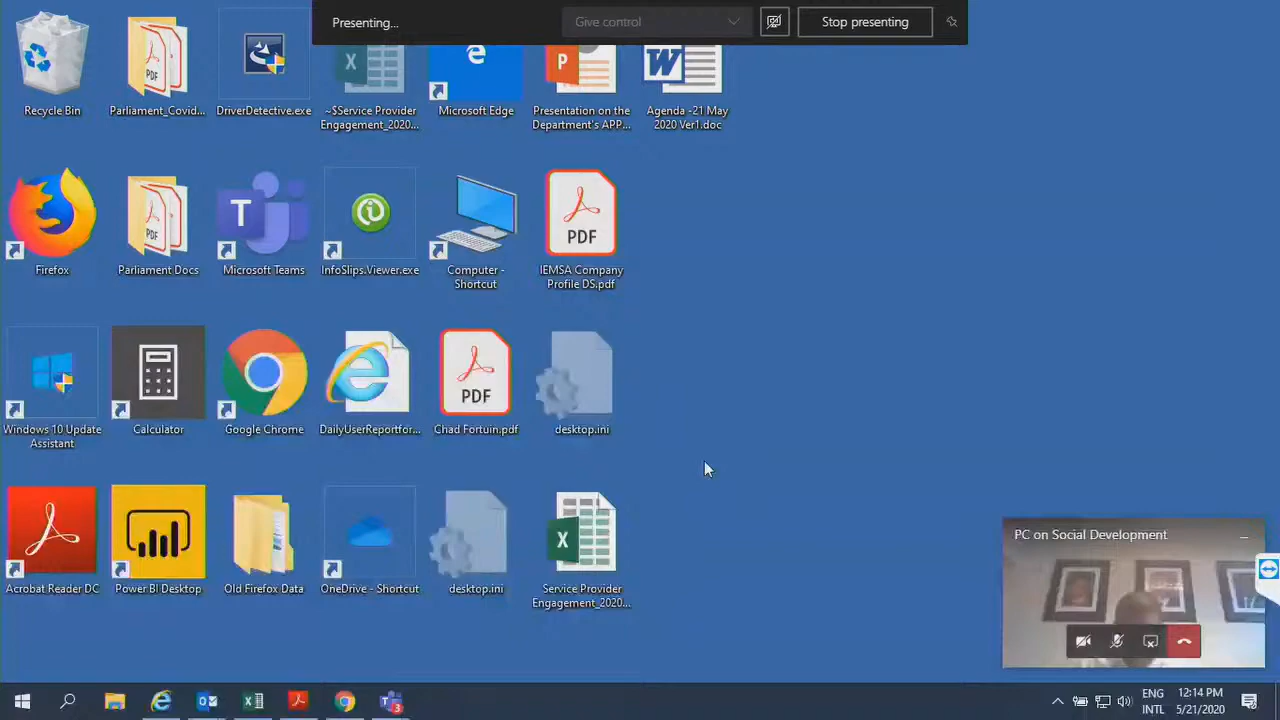 Presenting...
Give control
Stop presenting
Recycle Bin
Parliament_Covid...
DriverDetective.exe
~$Service Provider
Engagement_2020...
Microsoft Edge
Presentation on the
Department's APP...
Agenda -21 May
2020 Ver1.doc
Firefox
Parliament Docs
Microsoft Teams
InfoSlips.Viewer.exe
Computer -
Shortcut
IEMSA Company
Profile DS.pdf
Windows 10 Update
Assistant
Calculator
Google Chrome
DailyUserReportfor...
Chad Fortuin.pdf
desktop.ini
Acrobat Reader DC
Power BI Desktop
Old Firefox Data
OneDrive - Shortcut
desktop.ini
Service Provider
Engagement_2020...
PDF
PDF
PDF
PDF
PC on Social Development
ENG
INTL
12:14 PM
5/21/2020